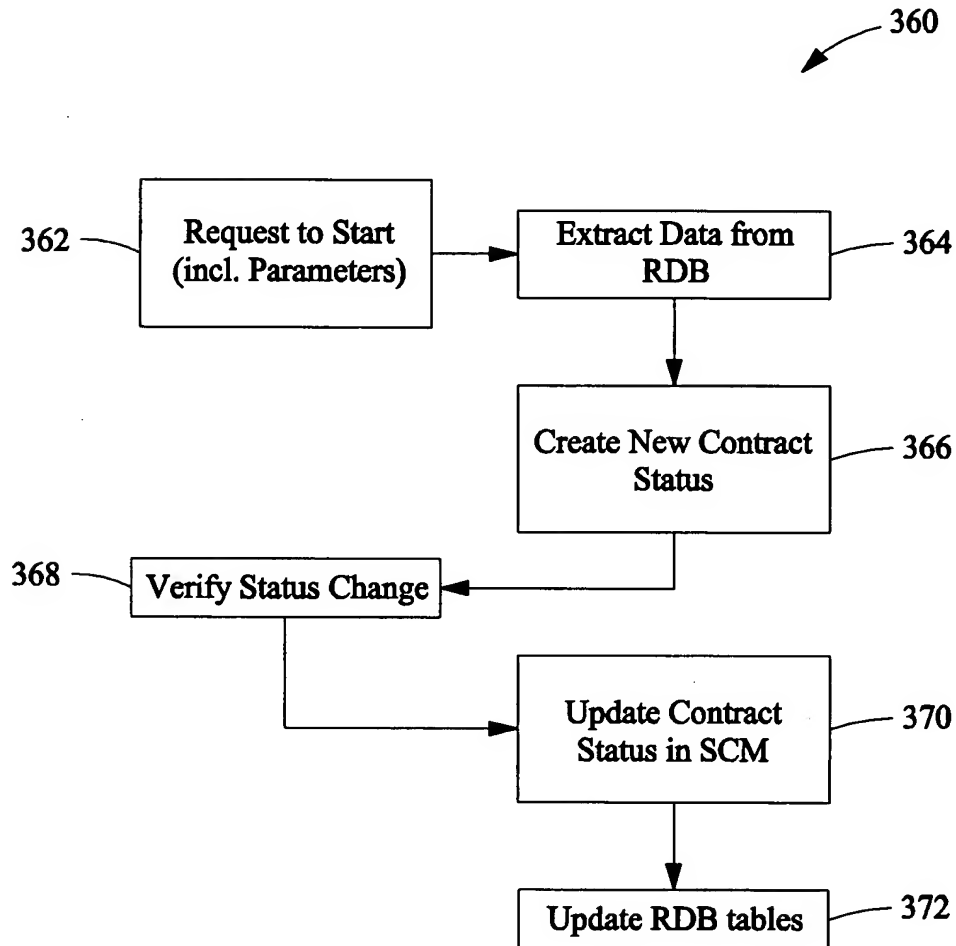 360
362
Request to Start
(incl. Parameters)
Extract Data from
RDB
364
Create New Contract
Status
366
368
Verify Status Change
Update Contract
Status in SCM
370
Update RDB tables
372